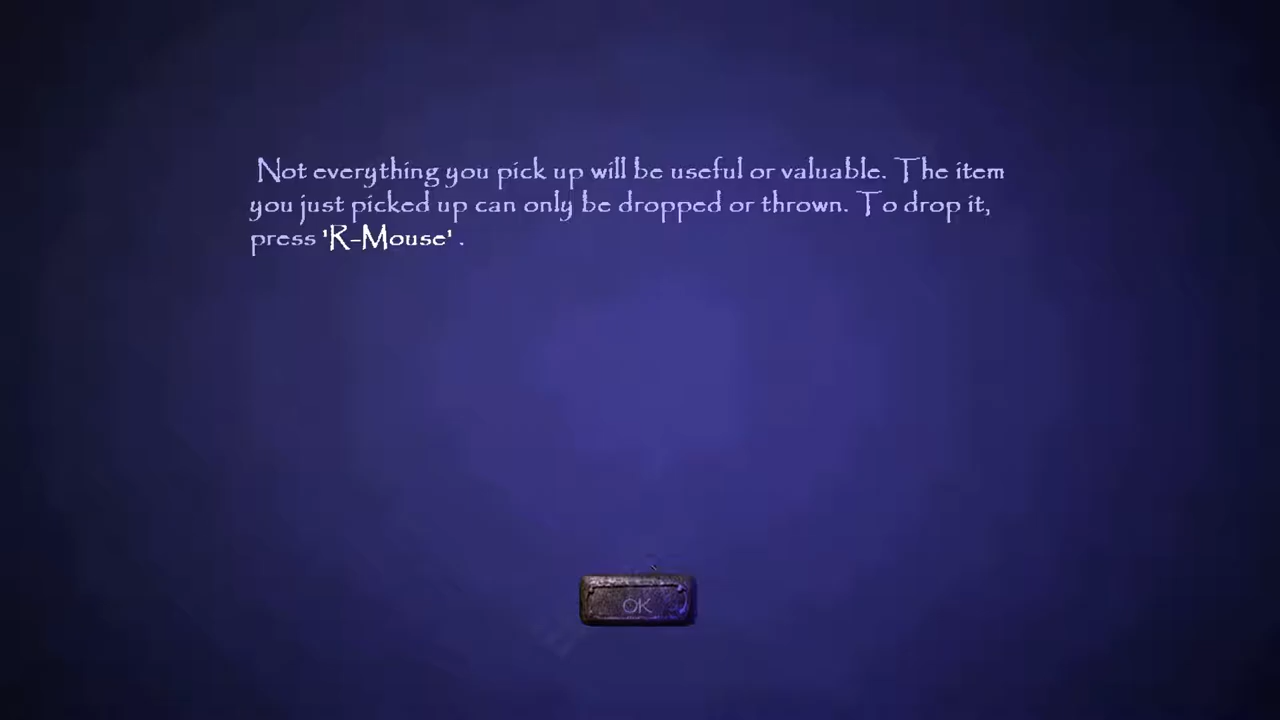 Not everything you pick up will be useful or valuable. The item
you just picked up can only be dropped or thrown. To drop it,
press 'R-Mouse' .
OK